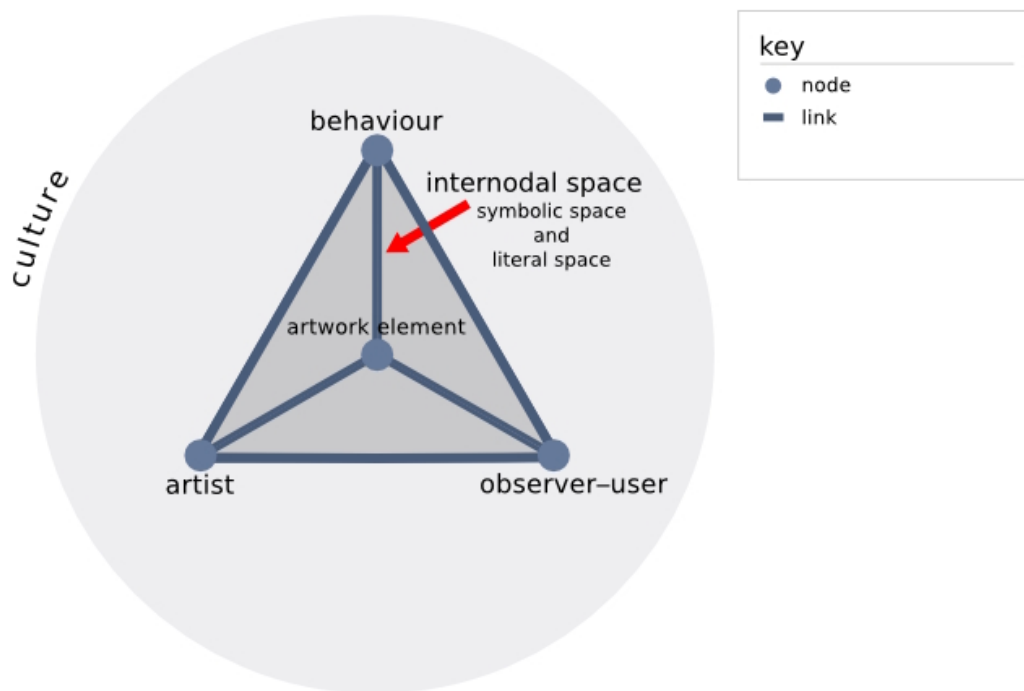 culture
behaviour
internodal space
symbolic space
and
literal space
artwork element
artist
observer–user
key
node
link